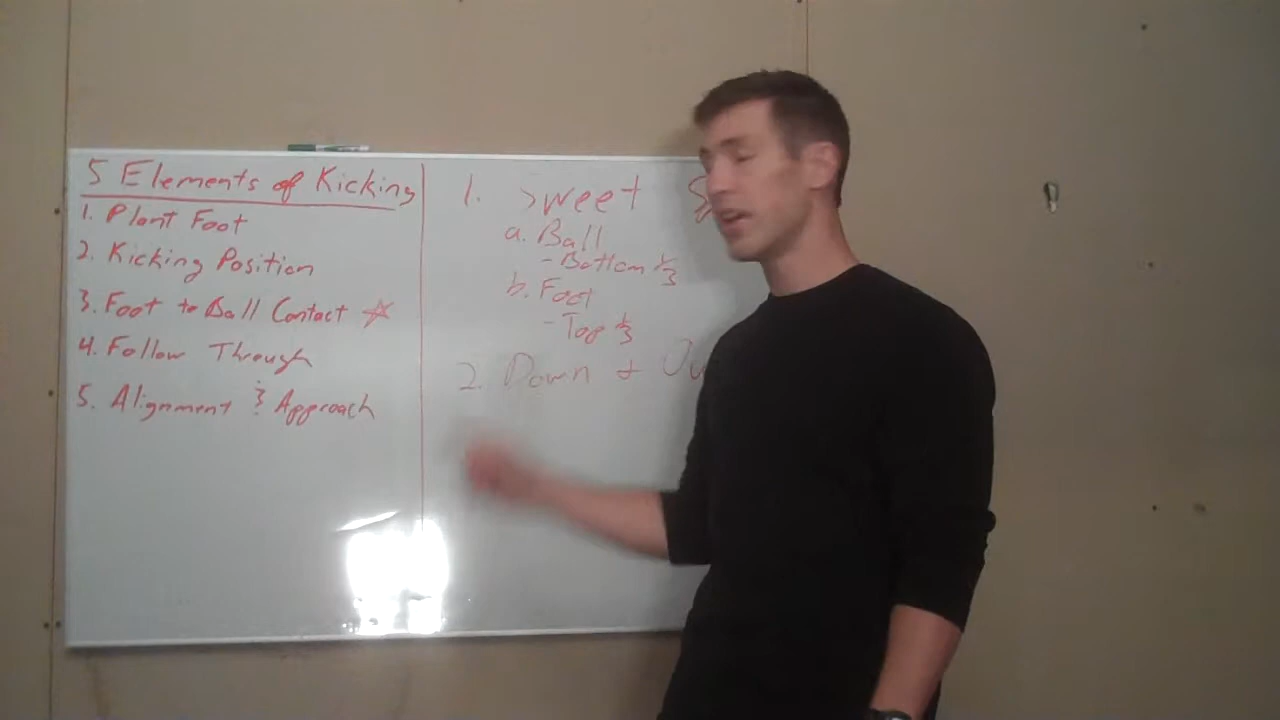 5 Elements of Kicking
1. Plant Foot
2. Kicking Position
3. Foot to Ball Contact ☆
4. Follow Through
5. Alignment & Approach
1. Sweet S
a. Ball
- Bottom 1/3
b. Foot
- Top 1/3
2. Down + Ov